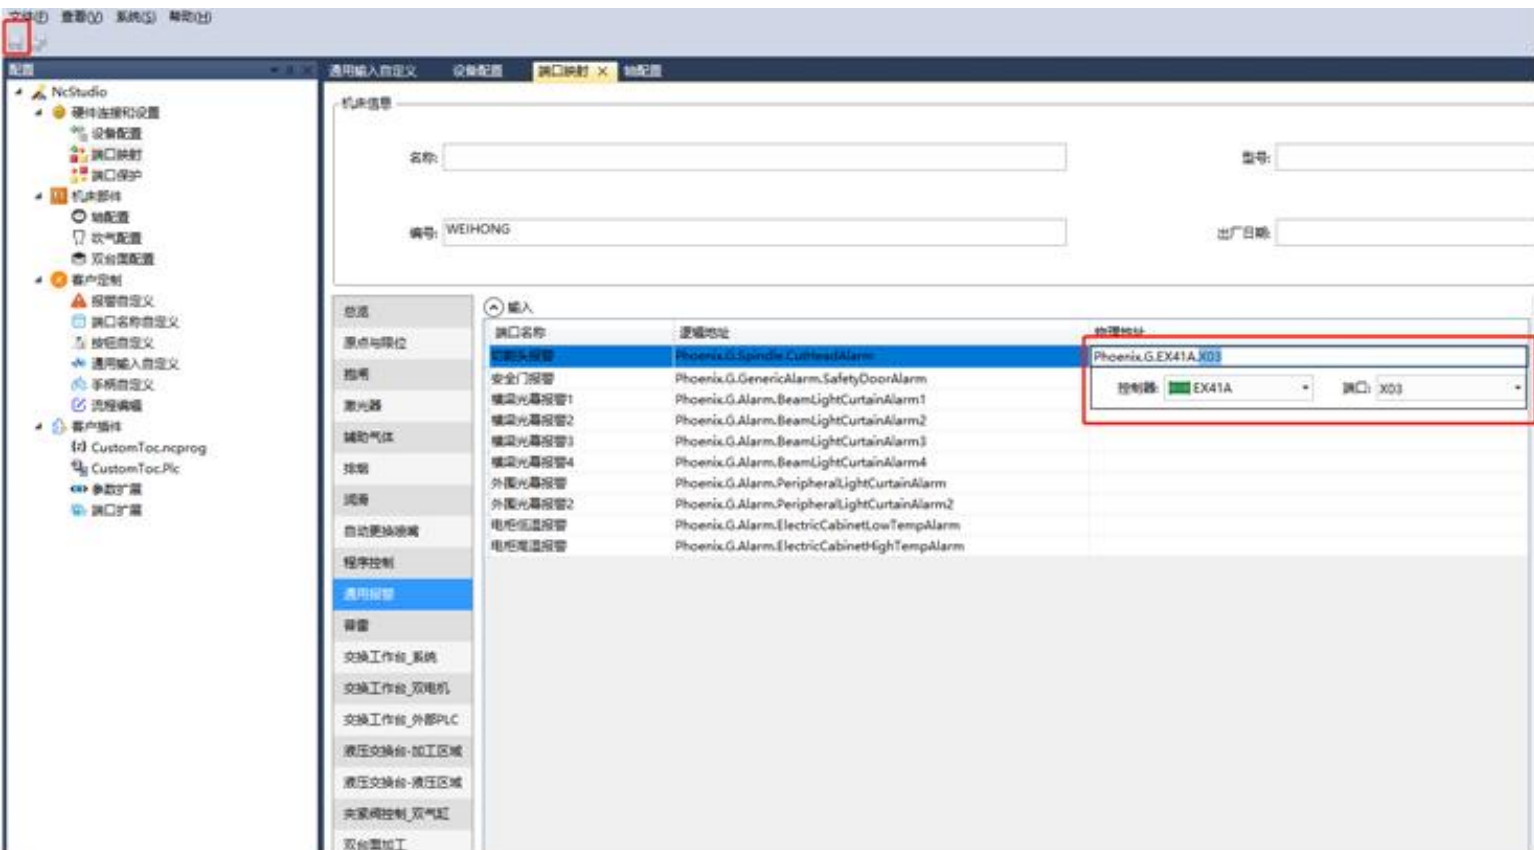 文件(F) 查看(V) 系统(S) 帮助(H)
配置
NcStudio
硬件连接和设置
设备配置
端口映射
端口保护
机床部件
轴配置
吹气配置
双台面配置
客户定制
报警自定义
端口名称自定义
按钮自定义
通用输入自定义
手柄自定义
流程编辑
客户插件
CustomToc.ncprog
CustomToc.Plc
参数扩展
端口扩展
通用输入自定义 设备配置 端口映射 × 轴配置
机床信息
名称: 型号:
编号: WEIHONG 出厂日期:
总览
原点与限位
抱闸
激光器
辅助气体
排烟
润滑
自动更换喷嘴
程序控制
通用报警
交换工作台_系统
交换工作台_双电机
交换工作台_外部PLC
液压交换台-加工区域
液压交换台-液压区域
夹紧阀控制_双气缸
双台面加工
输入
端口名称 逻辑地址 物理地址
切割头报警 Phoenix.G.Spindle.CutHeadAlarm Phoenix.G.EX41A.X03
安全门报警 Phoenix.G.GenericAlarm.SafetyDoorAlarm
控制器: EX41A 端口: X03
横梁光幕报警1 Phoenix.G.Alarm.BeamLightCurtainAlarm1
横梁光幕报警2 Phoenix.G.Alarm.BeamLightCurtainAlarm2
横梁光幕报警3 Phoenix.G.Alarm.BeamLightCurtainAlarm3
横梁光幕报警4 Phoenix.G.Alarm.BeamLightCurtainAlarm4
外围光幕报警 Phoenix.G.Alarm.PeripheralLightCurtainAlarm
外围光幕报警2 Phoenix.G.Alarm.PeripheralLightCurtainAlarm2
电柜低温报警 Phoenix.G.Alarm.ElectricCabinetLowTempAlarm
电柜高温报警 Phoenix.G.Alarm.ElectricCabinetHighTempAlarm